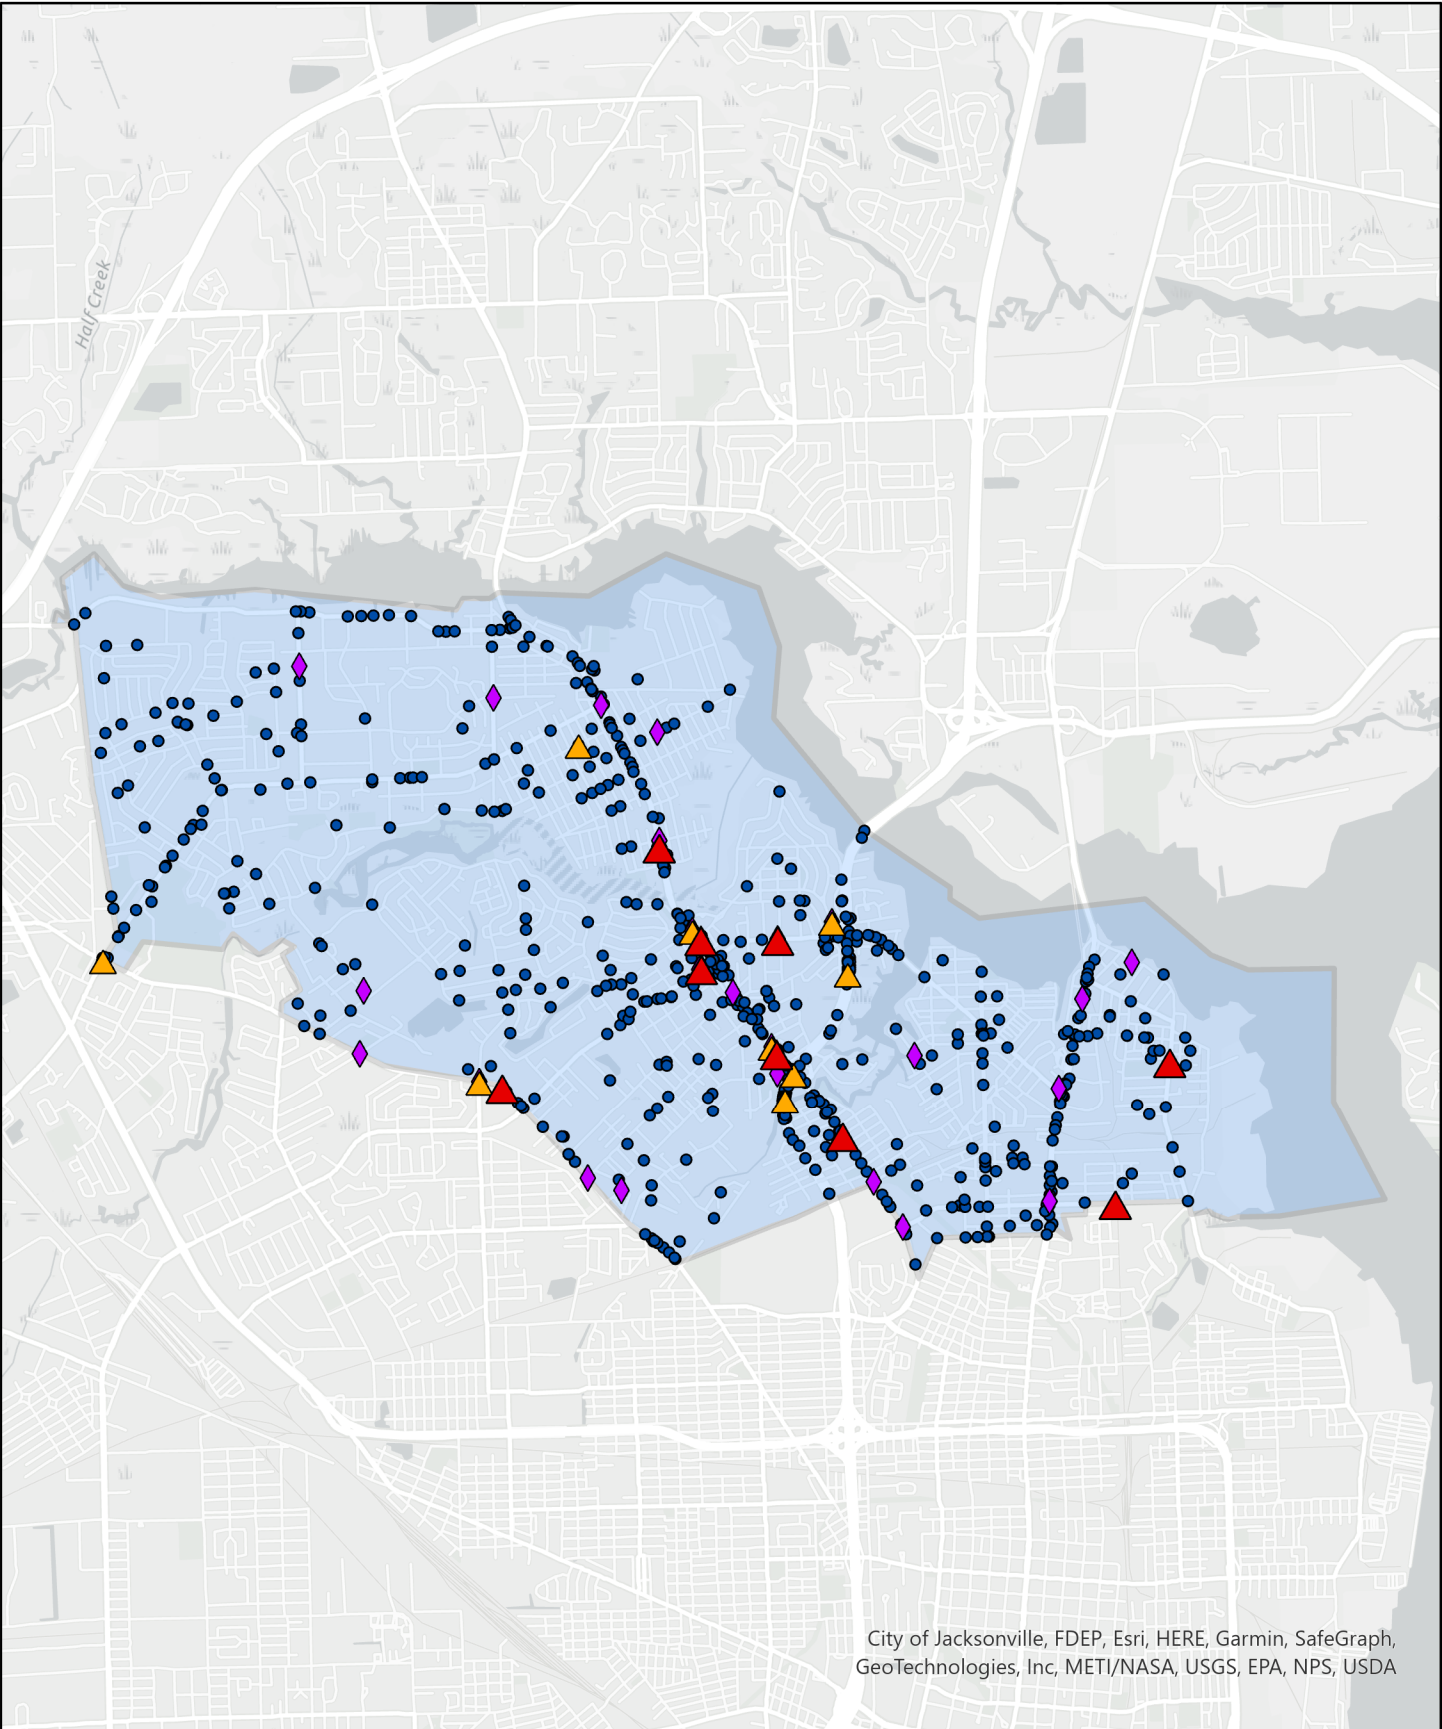 Half Creek
City of Jacksonville, FDEP, Esri, HERE, Garmin, SafeGraph,
GeoTechnologies, Inc, METI/NASA, USGS, EPA, NPS, USDA